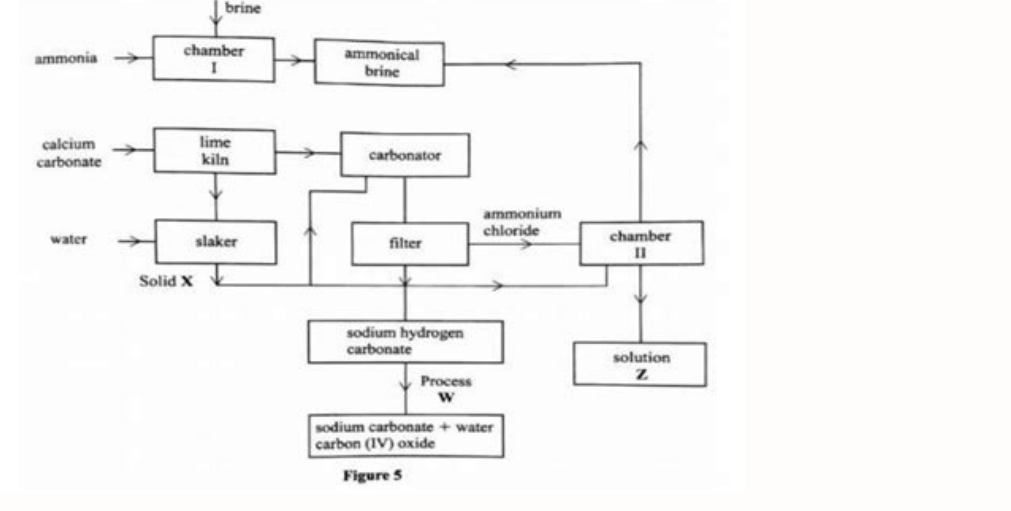 brine
ammonia
chamber
I
ammonical
brine
calcium
carbonate
lime
kiln
carbonator
water
slaker
filter
ammonium
chloride
chamber
II
Solid X
sodium hydrogen
carbonate
solution
Z
Process
W
sodium carbonate + water
carbon (IV) oxide
Figure 5